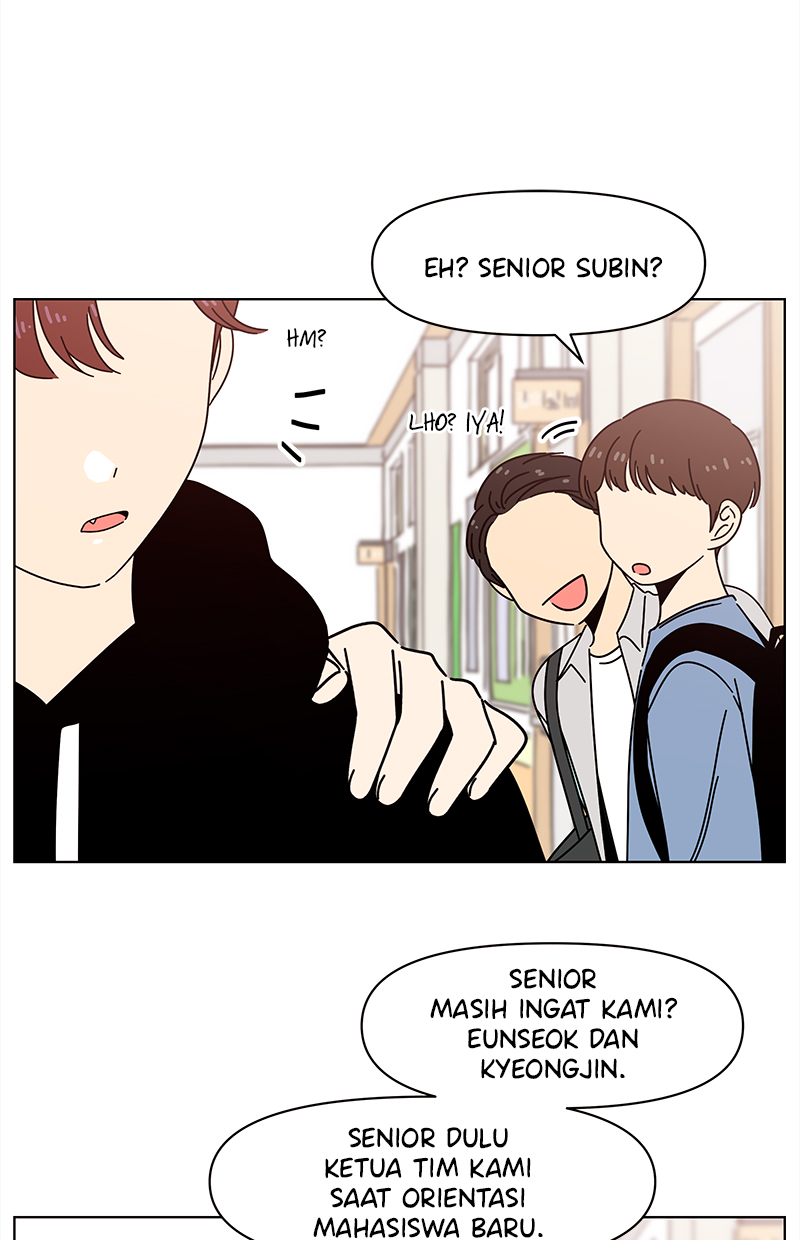 EH? SENIOR SUBIN?
HM?
LHO? IYA!
SENIOR
MASIH INGAT KAMI?
EUNSEOK DAN
KYEONGJIN.
SENIOR DULU
KETUA TIM KAMI
SAAT ORIENTASI
MAHASISWA BARU.